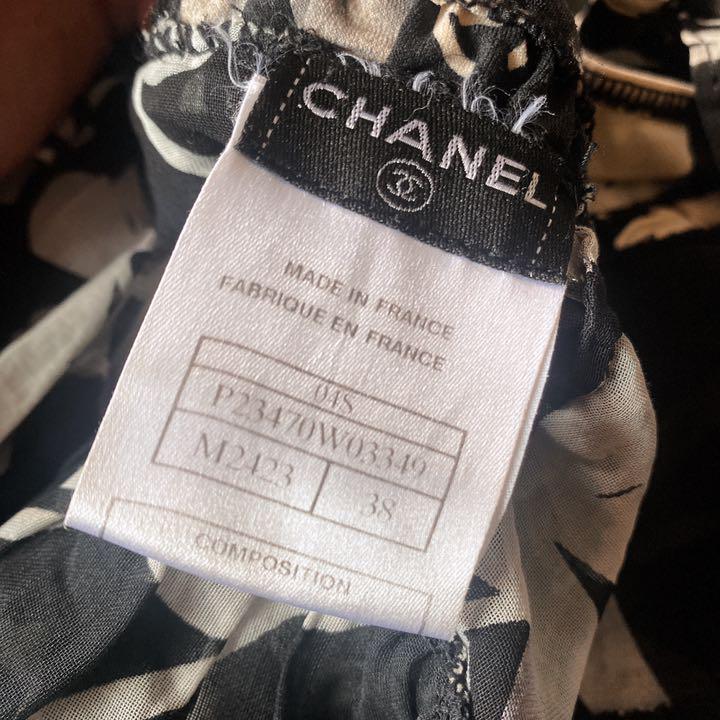 CHANEL
MADE IN FRANCE
FABRIQUE EN FRANCE
04S
P23470W03349
M2423 38
COMPOSITION